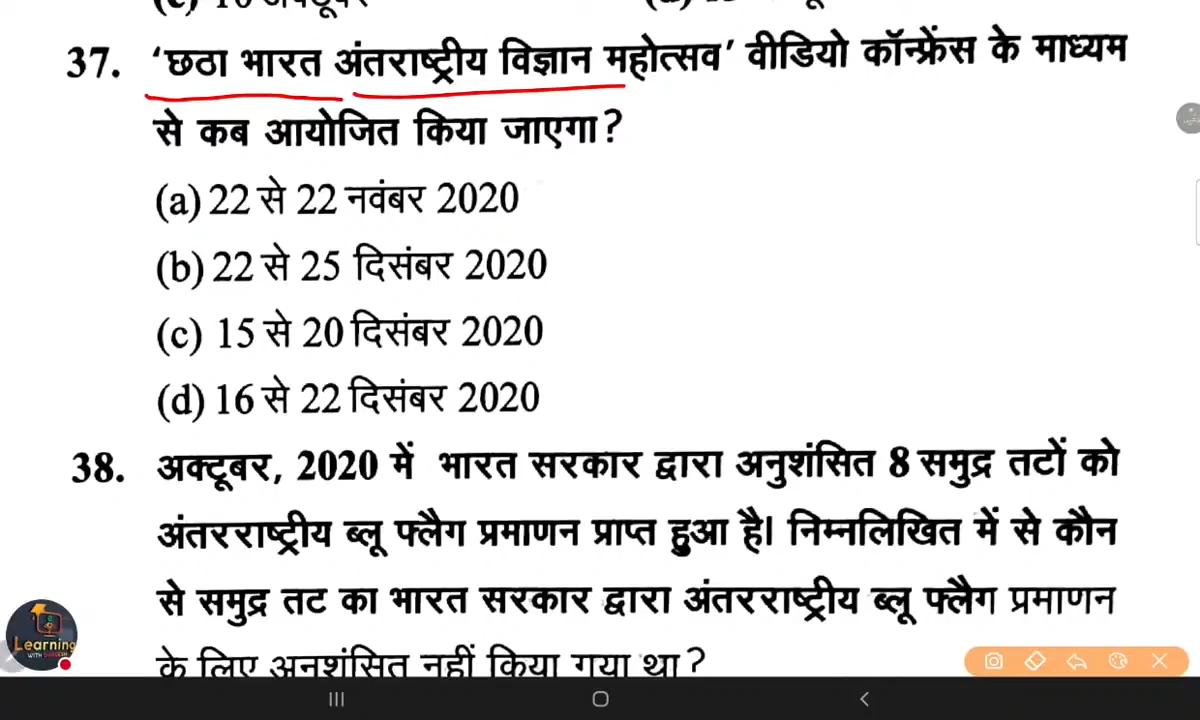 37. ‘छठा भारत अंतराष्ट्रीय विज्ञान महोत्सव’ वीडियो कॉन्फ्रेंस के माध्यम
से कब आयोजित किया जाएगा?
(a) 22 से 22 नवंबर 2020
(b) 22 से 25 दिसंबर 2020
(c) 15 से 20 दिसंबर 2020
(d) 16 से 22 दिसंबर 2020
38. अक्टूबर, 2020 में भारत सरकार द्वारा अनुशंसित 8 समुद्र तटों को
अंतरराष्ट्रीय ब्लू फ्लैग प्रमाणन प्राप्त हुआ है। निम्नलिखित में से कौन
से समुद्र तट का भारत सरकार द्वारा अंतरराष्ट्रीय ब्लू फ्लैग प्रमाणन
के लिए अनुशंसित नहीं किया गया था?
Learning